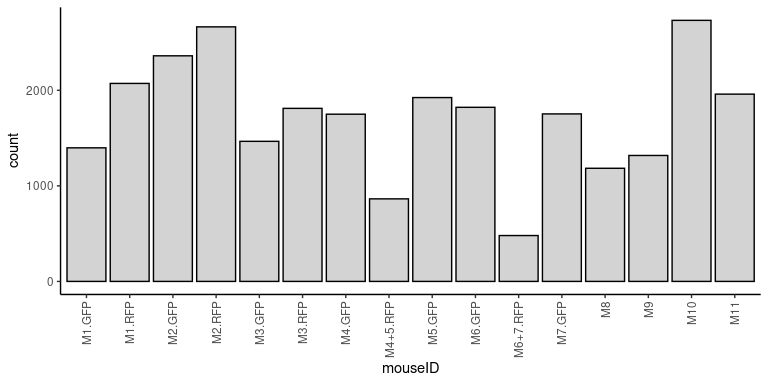 count
2000
1000
0
M1.GFP
M1.RFP
M2.GFP
M2.RFP
M3.GFP
M3.RFP
M4.GFP
M4+5.RFP
M5.GFP
M6.GFP
M6+7.RFP
M7.GFP
M8
M9
M10
M11
mouseID